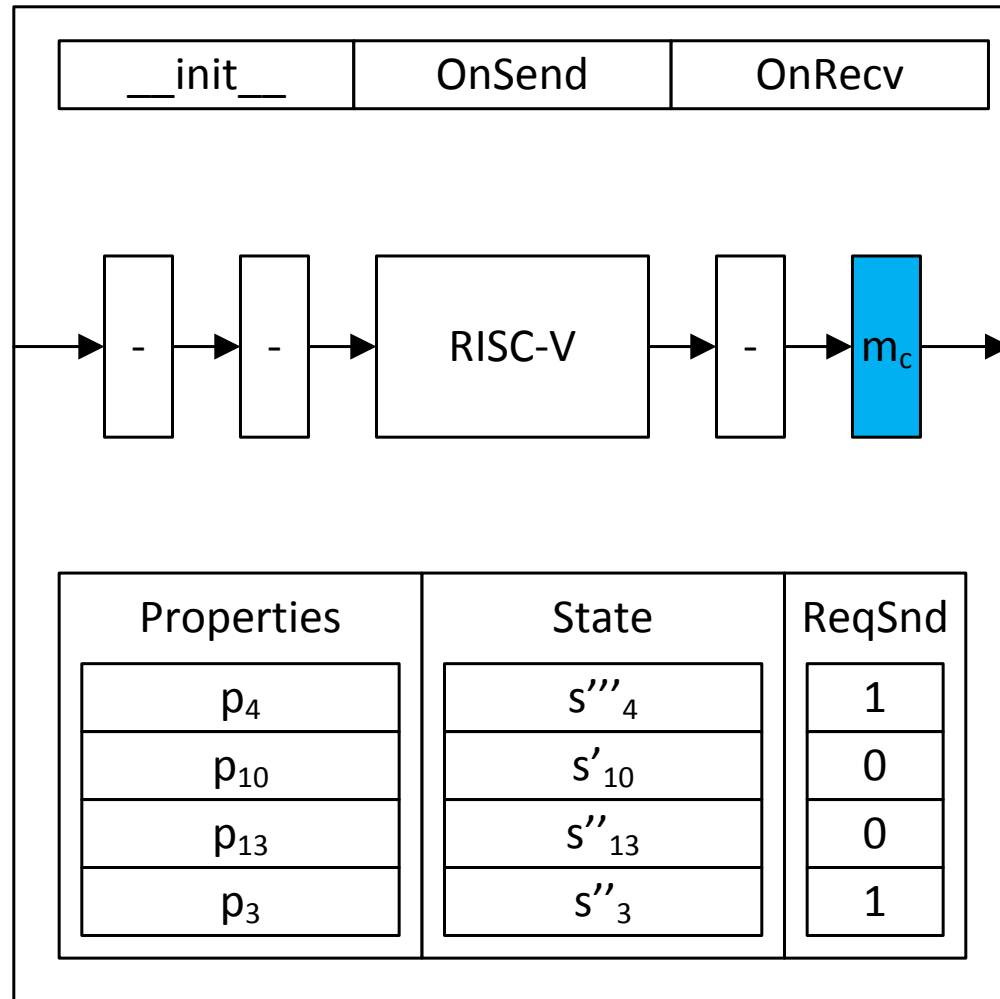 __init__ OnSend OnRecv
- - RISC-V - m_c
Properties State ReqSnd
p₄ s’’’₄ 1
p₁₀ s’₁₀ 0
p₁₃ s’’₁₃ 0
p₃ s’’₃ 1